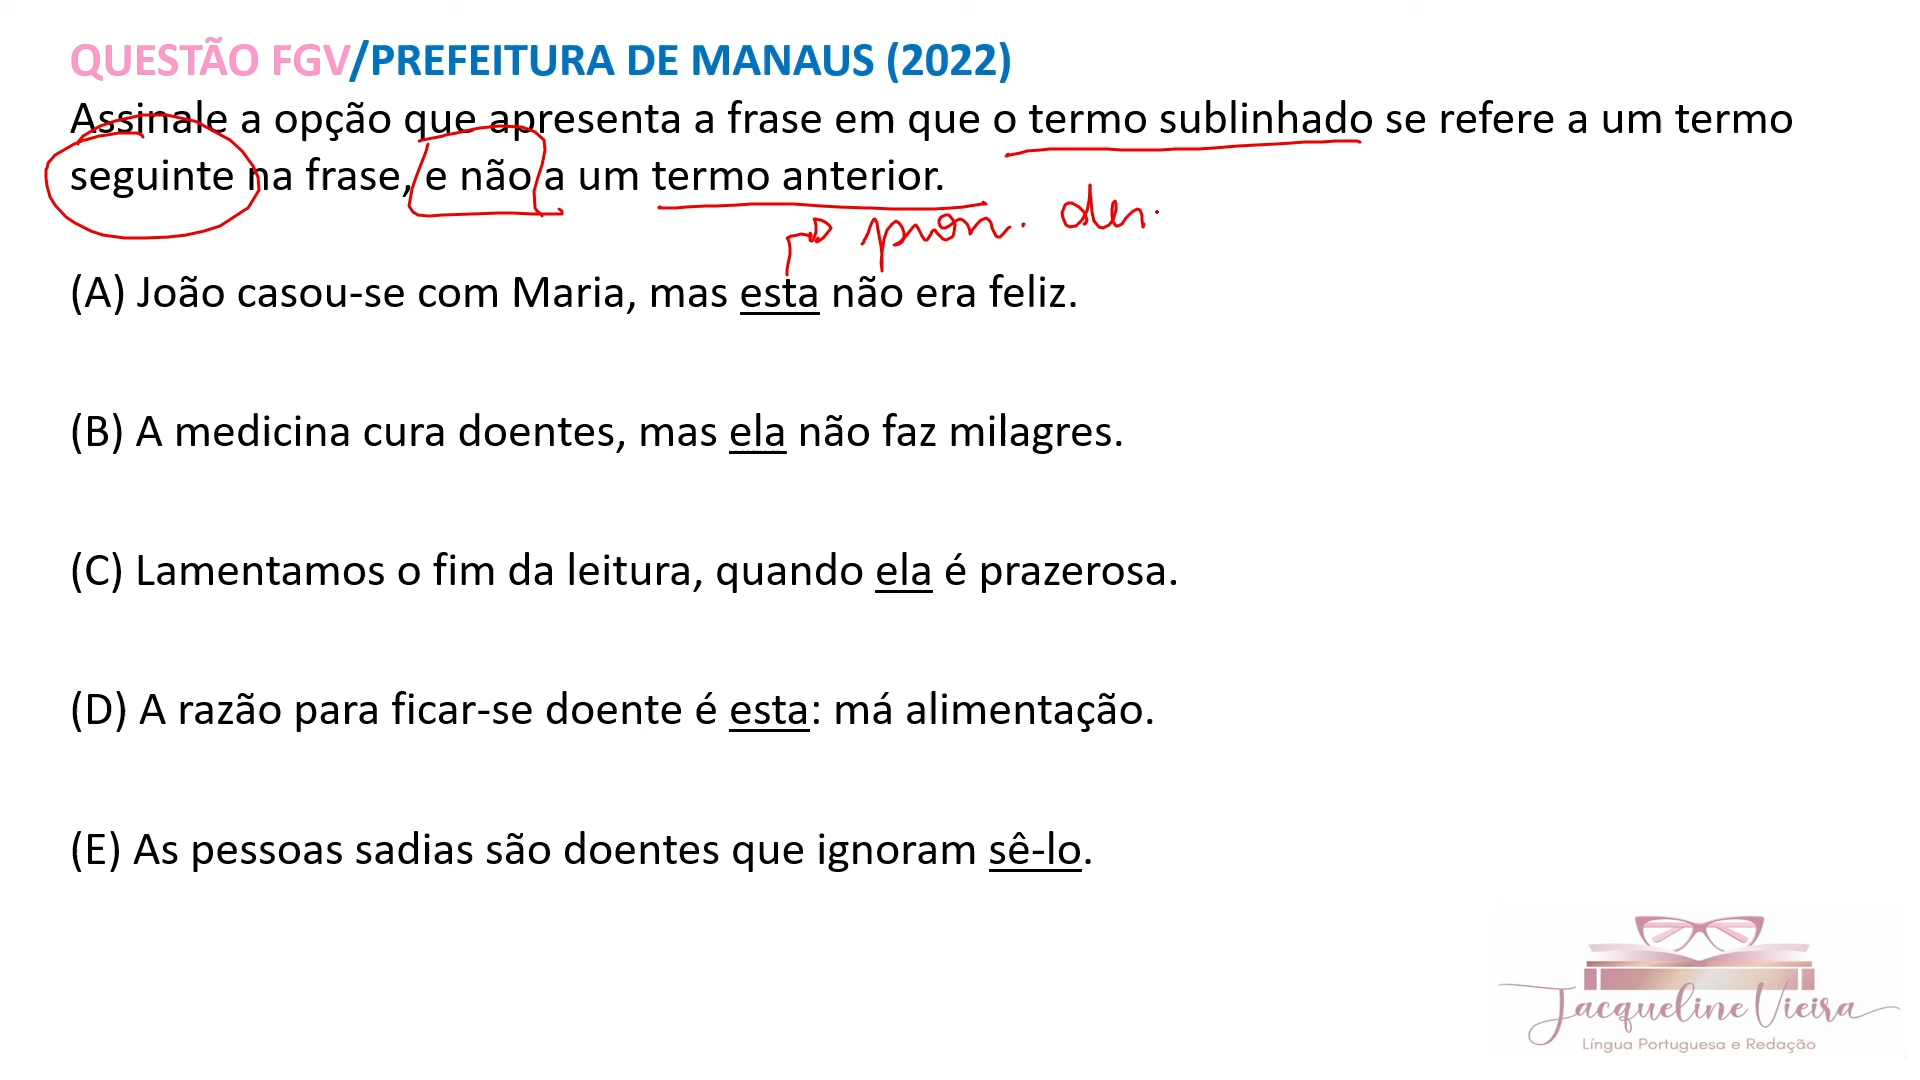 QUESTÃO FGV/PREFEITURA DE MANAUS (2022)
Assinale a opção que apresenta a frase em que o termo sublinhado se refere a um termo
seguinte na frase, e não a um termo anterior.
pron. dem.
(A) João casou-se com Maria, mas esta não era feliz.
(B) A medicina cura doentes, mas ela não faz milagres.
(C) Lamentamos o fim da leitura, quando ela é prazerosa.
(D) A razão para ficar-se doente é esta: má alimentação.
(E) As pessoas sadias são doentes que ignoram sê-lo.
Jacqueline Vieira
Língua Portuguesa e Redação